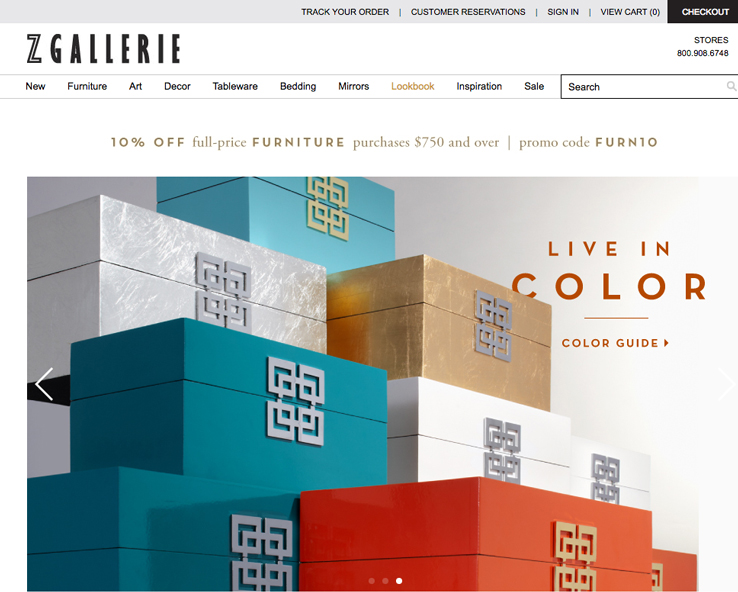 TRACK YOUR ORDER | CUSTOMER RESERVATIONS | SIGN IN | VIEW CART (0) CHECKOUT
Z GALLERIE
STORES
800.908.6748
New Furniture Art Decor Tableware Bedding Mirrors Lookbook Inspiration Sale Search
10% OFF full-price FURNITURE purchases $750 and over | promo code FURN10
LIVE IN
COLOR
COLOR GUIDE